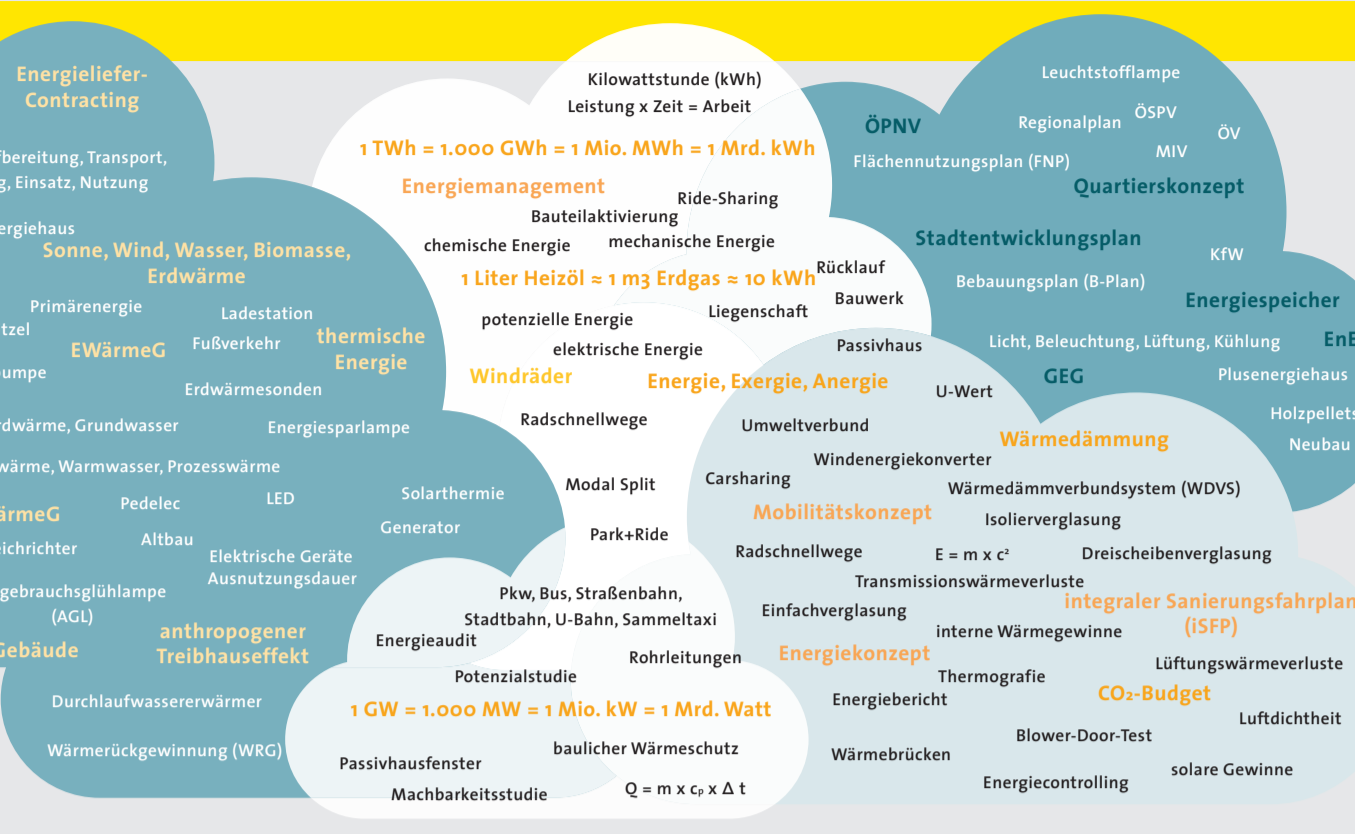 Energieliefer-
Contracting
fbereitung, Transport,
g, Einsatz, Nutzung
ergiehaus
Sonne, Wind, Wasser, Biomasse,
Erdwärme
Primärenergie
Ladestation
tzel
EWärmeG
Fußverkehr
thermische
Energie
pumpe
Erdwärmesonden
rdwärme, Grundwasser
Energiesparlampe
wärme, Warmwasser, Prozesswärme
Pedelec
LED
Solarthermie
ärmeG
Generator
eichrichter
Altbau
Elektrische Geräte
Ausnutzungsdauer
gebrauchsglühlampe
(AGL)
Gebäude
anthropogener
Treibhauseffekt
Durchlaufwassererwärmer
Wärmerückgewinnung (WRG)
Kilowattstunde (kWh)
Leistung x Zeit = Arbeit
1 TWh = 1.000 GWh = 1 Mio. MWh = 1 Mrd. kWh
Energiemanagement
Ride-Sharing
Bauteilaktivierung
chemische Energie
mechanische Energie
1 Liter Heizöl ≈ 1 m3 Erdgas ≈ 10 kWh
Rücklauf
Bauwerk
Liegenschaft
potenzielle Energie
elektrische Energie
Passivhaus
Windräder
Energie, Exergie, Anergie
U-Wert
Radschnellwege
Umweltverbund
Windenergiekonverter
Carsharing
Modal Split
Park+Ride
Pkw, Bus, Straßenbahn,
Stadtbahn, U-Bahn, Sammeltaxi
Energieaudit
Rohrleitungen
Potenzialstudie
1 GW = 1.000 MW = 1 Mio. kW = 1 Mrd. Watt
baulicher Wärmeschutz
Passivhausfenster
Q = m x cₚ x Δ t
Machbarkeitsstudie
Leuchtstofflampe
ÖPNV
Regionalplan
ÖSPV
ÖV
Flächennutzungsplan (FNP)
MIV
Quartierskonzept
Stadtentwicklungsplan
KfW
Bebauungsplan (B-Plan)
Energiespeicher
Licht, Beleuchtung, Lüftung, Kühlung
EnE
GEG
Plusenergiehaus
Holzpellets
Neubau
Wärmedämmung
Wärmedämmverbundsystem (WDVS)
Mobilitätskonzept
Isolierverglasung
Radschnellwege
E = m x c²
Dreischeibenverglasung
Transmissionswärmeverluste
Einfachverglasung
integraler Sanierungsfahrplan
(iSFP)
interne Wärmegewinne
Energiekonzept
Lüftungswärmeverluste
Thermografie
CO₂-Budget
Energiebericht
Luftdichtheit
Blower-Door-Test
Wärmebrücken
solare Gewinne
Energiecontrolling